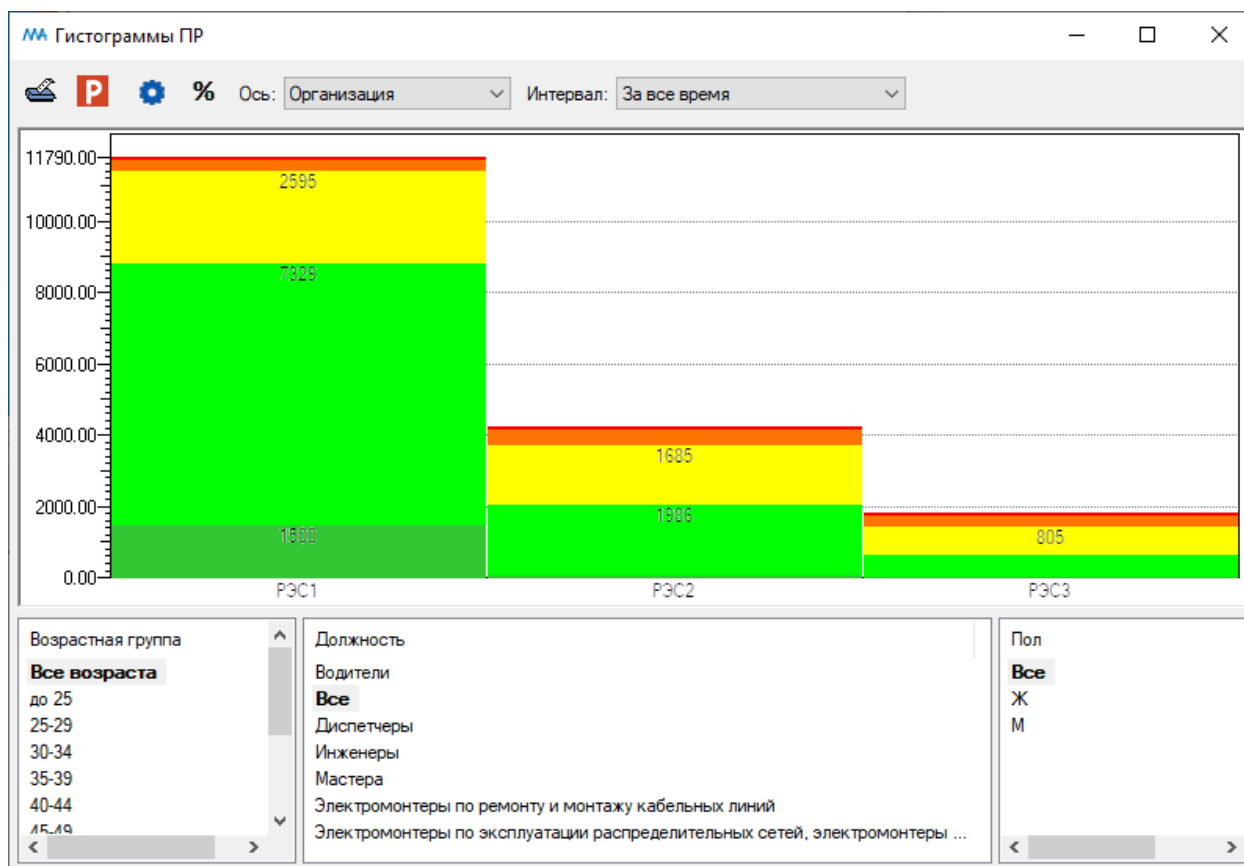 Гистограммы ПР
% Ось: Организация Интервал: За все время
11790.00
2595
10000.00
7329
8000.00
6000.00
4000.00
1685
2000.00
1986
1500
805
0.00
РЭС1 РЭС2 РЭС3
Возрастная группа
Все возраста
до 25
25-29
30-34
35-39
40-44
45-49
Должность
Водители
Все
Диспетчеры
Инженеры
Мастера
Электромонтеры по ремонту и монтажу кабельных линий
Электромонтеры по эксплуатации распределительных сетей, электромонтеры ...
Пол
Все
Ж
М